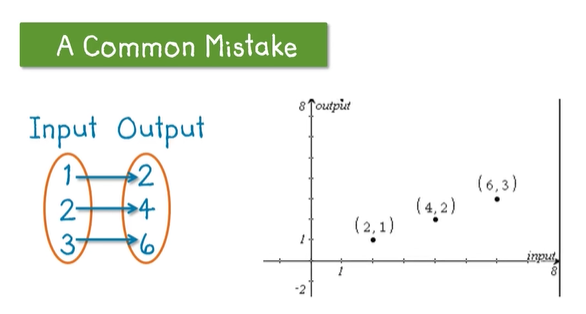 A Common Mistake
Input Output
1 2
2 4
3 6
8 output
(6,3)
(4,2)
(2,1)
1
input
1 8
-2